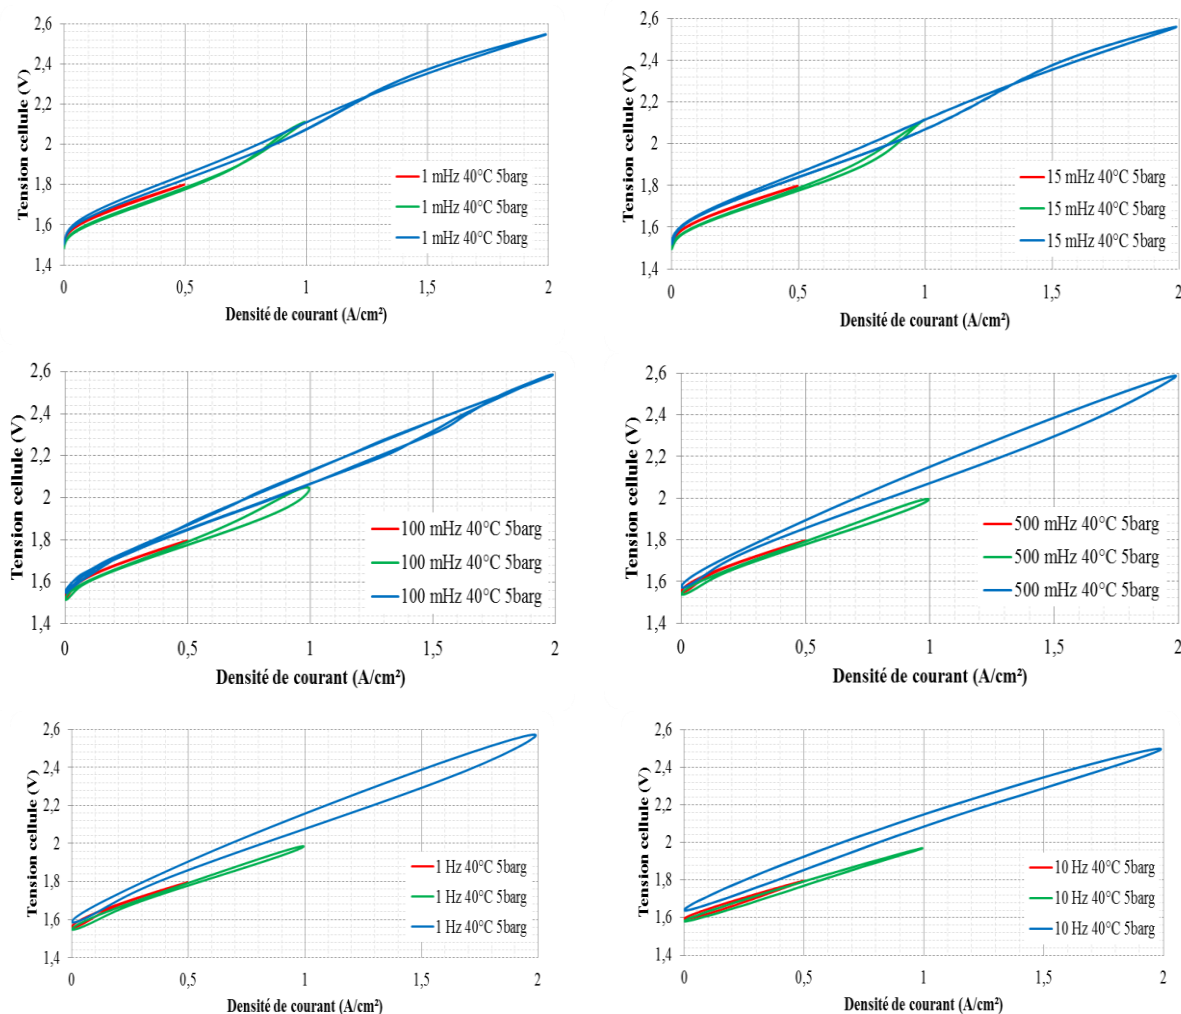 2,6
2,4
2,2
2
1,8
1,6
1,4
Tension cellule (V)
1 mHz 40°C 5barg
1 mHz 40°C 5barg
1 mHz 40°C 5barg
0 0,5 1 1,5 2
Densité de courant (A/cm²)
2,6
2,4
2,2
2
1,8
1,6
1,4
Tension cellule (V)
15 mHz 40°C 5barg
15 mHz 40°C 5barg
15 mHz 40°C 5barg
0 0,5 1 1,5 2
Densité de courant (A/cm²)
2,6
2,4
2,2
2
1,8
1,6
1,4
Tension cellule (V)
100 mHz 40°C 5barg
100 mHz 40°C 5barg
100 mHz 40°C 5barg
0 0,5 1 1,5 2
Densité de courant (A/cm²)
2,6
2,4
2,2
2
1,8
1,6
1,4
Tension cellule (V)
500 mHz 40°C 5barg
500 mHz 40°C 5barg
500 mHz 40°C 5barg
0 0,5 1 1,5 2
Densité de courant (A/cm²)
2,6
2,4
2,2
2
1,8
1,6
1,4
Tension cellule (V)
1 Hz 40°C 5barg
1 Hz 40°C 5barg
1 Hz 40°C 5barg
0 0,5 1 1,5 2
Densité de courant (A/cm²)
2,6
2,4
2,2
2
1,8
1,6
1,4
Tension cellule (V)
10 Hz 40°C 5barg
10 Hz 40°C 5barg
10 Hz 40°C 5barg
0 0,5 1 1,5 2
Densité de courant (A/cm²)